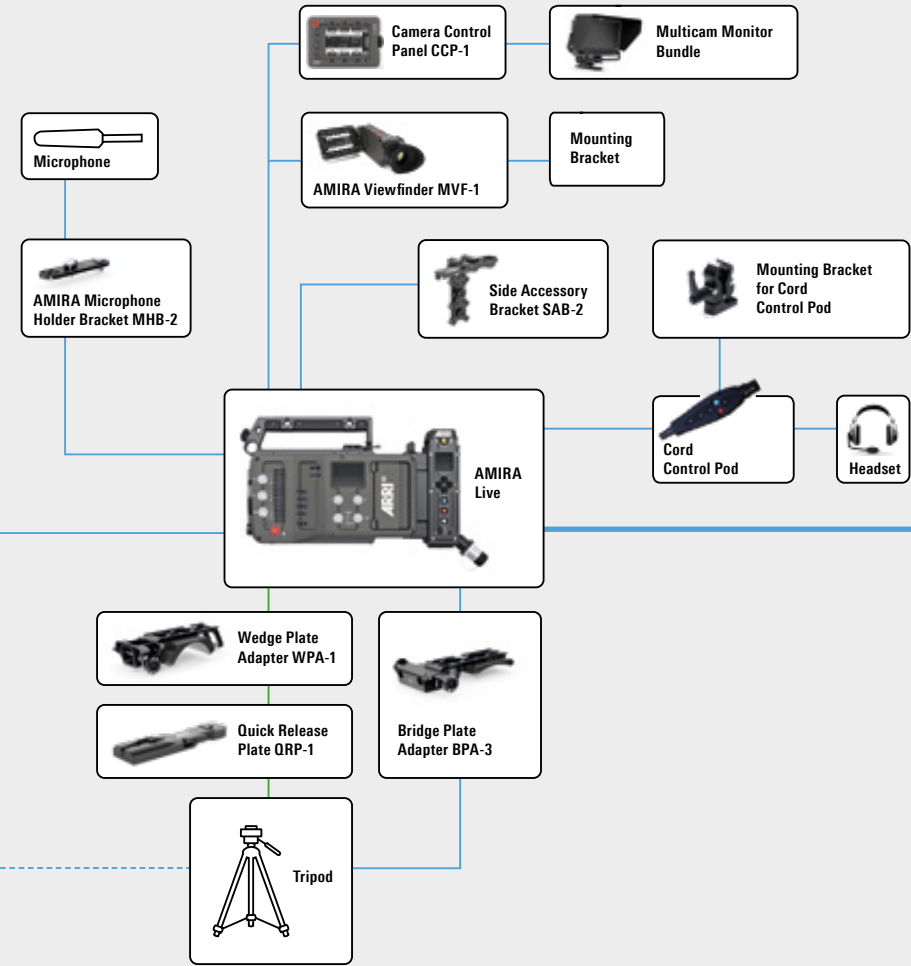 Camera Control
Panel CCP-1
Multicam Monitor
Bundle
Microphone
AMIRA Viewfinder MVF-1
Mounting
Bracket
AMIRA Microphone
Holder Bracket MHB-2
Side Accessory
Bracket SAB-2
Mounting Bracket
for Cord
Control Pod
ARRI
AMIRA
Live
Cord
Control Pod
Headset
Wedge Plate
Adapter WPA-1
Quick Release
Plate QRP-1
Bridge Plate
Adapter BPA-3
Tripod